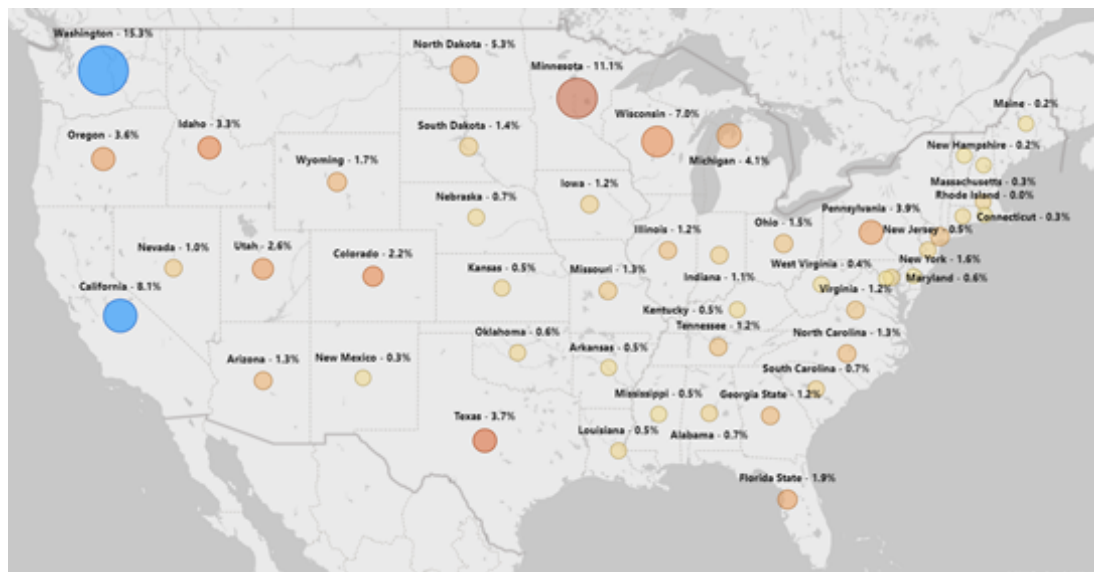 Washington - 15.3%
North Dakota - 5.3%
Minnesota - 11.1%
Maine - 0.2%
Wisconsin - 7.0%
Idaho - 3.3%
South Dakota - 1.4%
Oregon - 3.6%
New Hampshire - 0.2%
Wyoming - 1.7%
Michigan - 4.1%
Massachusetts - 0.3%
Iowa - 1.2%
Nebraska - 0.7%
Rhode Island - 0.0%
Pennsylvania - 3.9%
Connecticut - 0.3%
Ohio - 1.5%
Illinois - 1.2%
New Jersey - 0.5%
Nevada - 1.0%
Utah - 2.6%
Colorado - 2.2%
New York - 1.6%
West Virginia - 0.4%
Kansas - 0.5%
Missouri - 1.3%
Indiana - 1.1%
Maryland - 0.6%
California - 8.1%
Virginia - 1.2%
Kentucky - 0.5%
Tennessee - 1.2%
Oklahoma - 0.6%
North Carolina - 1.3%
Arkansas - 0.5%
Arizona - 1.3%
New Mexico - 0.3%
South Carolina - 0.7%
Mississippi - 0.5%
Georgia State - 1.2%
Texas - 3.7%
Louisiana - 0.5%
Alabama - 0.7%
Florida State - 1.9%